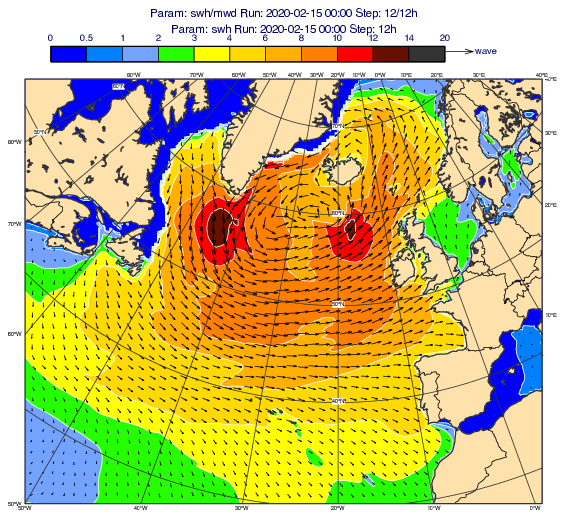 Param: swh/mwd Run: 2020-02-15 00:00 Step: 12/12h
Param: swh Run: 2020-02-15 00:00 Step: 12h
0 0.5 1 2 3 4 6 8 10 12 14 20 wave
80°W 70°W 60°W 50°W 40°W 30°W 20°W 10°W 0°W 10°E 20°E 30°E 40°E
60°N
50°N
70°N
30°E
80°W
20°E
60°N
70°W
50°N
10°E
60°W
40°N
50°W 40°W 30°W 20°W 10°W 0°W